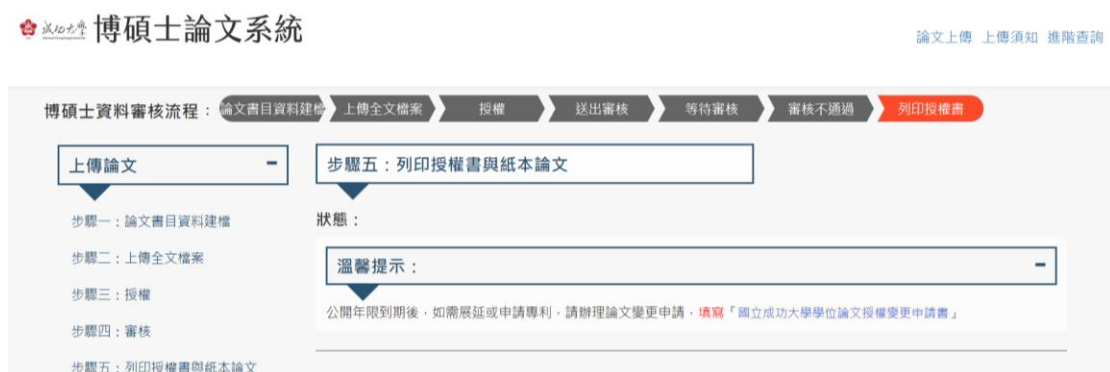 成功大學 博碩士論文系統
論文上傳 上傳須知 進階查詢
博碩士資料審核流程： 論文書目資料建檔 上傳全文檔案 授權 送出審核 等待審核 審核不通過 列印授權書
上傳論文
步驟一：論文書目資料建檔
步驟二：上傳全文檔案
步驟三：授權
步驟四：審核
步驟五：列印授權書與紙本論文
步驟五：列印授權書與紙本論文
狀態：
溫馨提示：
公開年限到期後，如需展延或申請專利，請辦理論文變更申請，填寫「國立成功大學學位論文授權變更申請書」